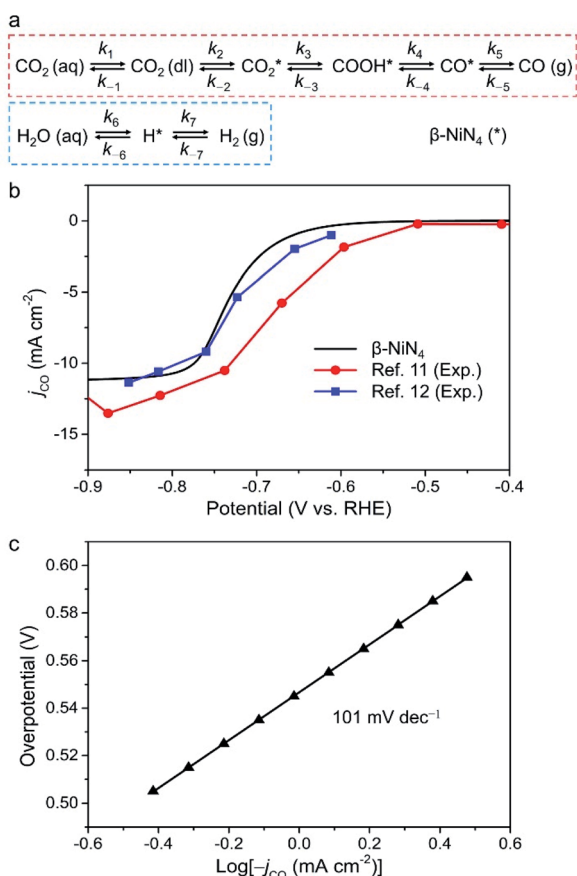 a
k₁ k₂ k₃ k₄ k₅
CO₂ (aq) ⇌ CO₂ (dl) ⇌ CO₂* ⇌ COOH* ⇌ CO* ⇌ CO (g)
k₋₁ k₋₂ k₋₃ k₋₄ k₋₅
k₆ k₇
H₂O (aq) ⇌ H* ⇌ H₂ (g) β-NiN₄ (*)
k₋₆ k₋₇
b
0
-5
-10
-15
j_CO (mA cm⁻²)
β-NiN₄
Ref. 11 (Exp.)
Ref. 12 (Exp.)
-0.9 -0.8 -0.7 -0.6 -0.5 -0.4
Potential (V vs. RHE)
c
0.60
0.58
0.56
0.54
0.52
0.50
Overpotential (V)
101 mV dec⁻¹
-0.6 -0.4 -0.2 0.0 0.2 0.4 0.6
Log[−j_CO (mA cm⁻²)]